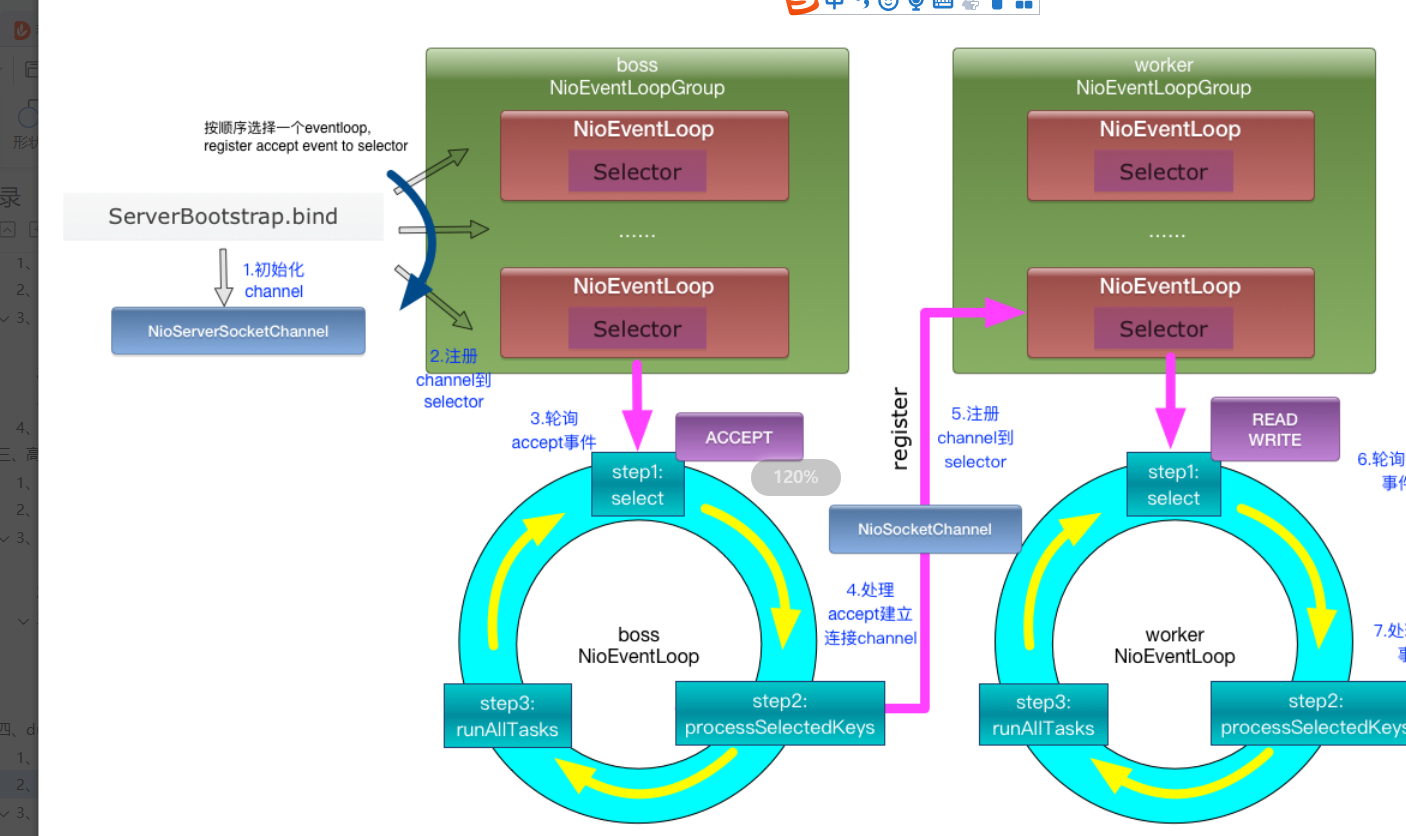 中
录
形状
1、
2、
3、
4、
三、高
1、
2、
3、
四、d
1、
2、
3、
boss
NioEventLoopGroup
NioEventLoop
Selector
......
NioEventLoop
Selector
worker
NioEventLoopGroup
NioEventLoop
Selector
......
NioEventLoop
Selector
按顺序选择一个eventloop,
register accept event to selector
ServerBootstrap.bind
1.初始化
channel
NioServerSocketChannel
2.注册
channel到
selector
3.轮询
accept事件
ACCEPT
120%
step1:
select
boss
NioEventLoop
step2:
processSelectedKeys
step3:
runAllTasks
4.处理
accept建立
连接channel
NioSocketChannel
register
5.注册
channel到
selector
READ
WRITE
step1:
select
6.轮询
事件
worker
NioEventLoop
7.处理
事
step2:
processSelectedKeys
step3:
runAllTasks